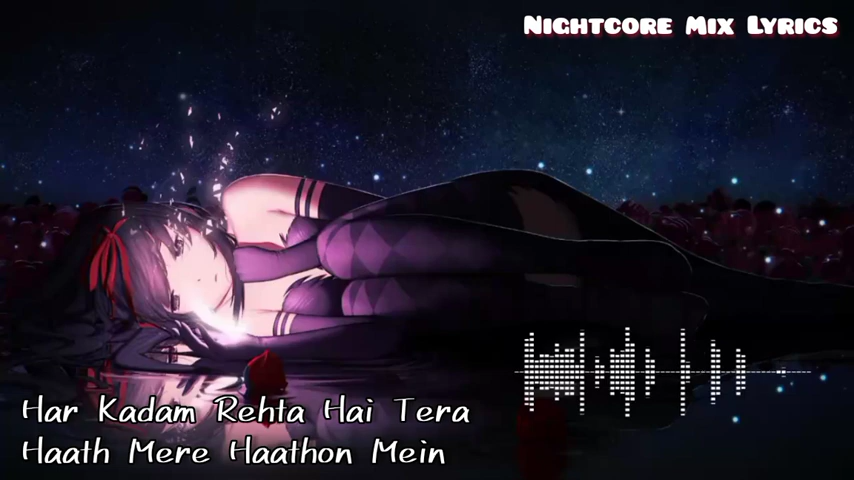 Nightcore Mix Lyrics
Har Kadam Rehta Hai Tera
Haath Mere Haathon Mein